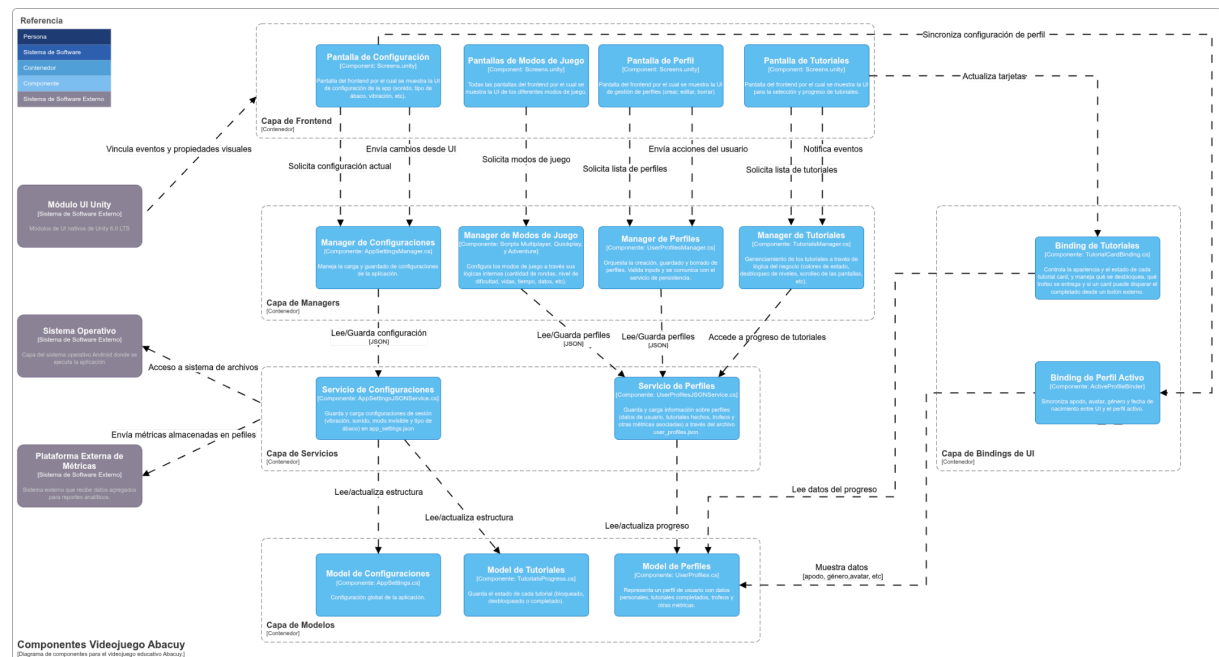 Referencia
Persona
Sistema de Software
Contenedor
Componente
Sistema de Software Externo
Pantalla de Configuración
[Component: Screens.unity]
Pantalla del frontend por el cual se muestra la UI
de configuración de la app (sonido, tipo de
ábaco, vibración, etc).
Pantallas de Modos de Juego
[Component: Screens.unity]
Todas las pantallas del frontend por el cual se
muestra la UI de los diferentes modos de juego.
Pantalla de Perfil
[Component: Screens.unity]
Pantalla del frontend por el cual se muestra la UI
de gestión de perfiles (crear, editar, borrar)
Pantalla de Tutoriales
[Component: Screens.unity]
Pantalla del frontend por el cual se muestra la UI
para la selección y progreso de tutoriales.
Capa de Frontend
[Contenedor]
Sincroniza configuración de perfil
Actualiza tarjetas
Vincula eventos y propiedades visuales
Solicita configuración actual
Envía cambios desde UI
Solicita modos de juego
Solicita lista de perfiles
Envía acciones del usuario
Solicita lista de tutoriales
Notifica eventos
Módulo UI Unity
[Sistema de Software Externo]
Módulos de UI nativos de Unity 6.0 LTS
Manager de Configuraciones
[Componente: AppSettingsManager.cs]
Maneja la carga y guardado de configuraciones
de la aplicación.
Manager de Modos de Juego
[Componente: Scripts Multiplayer, Quickplay,
y Adventure]
Configura los modos de juego a través sus
lógicas internas (cantidad de rondas, nivel de
dificultad, vidas, tiempo, datos, etc).
Manager de Perfiles
[Componente: UserProfilesManager.cs]
Orquesta la creación, guardado y borrado de
perfiles. Valida inputs y se comunica con el
servicio de persistencia.
Manager de Tutoriales
[Componente: TutorialsManager.cs]
Gerenciamiento de los tutoriales a través de
lógica del negocio (colores de estado,
desbloqueo de niveles, scrolleo de las pantallas,
etc).
Capa de Managers
[Contenedor]
Binding de Tutoriales
[Componente: TutorialCardBinding.cs]
Controla la apariencia y el estado de cada
tutorial card, y maneja qué se desbloquea, qué
trofeo se entrega y si un card puede disparar el
completado desde un botón externo.
Binding de Perfil Activo
[Componente: ActiveProfileBinder]
Sincroniza apodo, avatar, género y fecha de
nacimiento entre UI y el perfil activo.
Capa de Bindings de UI
[Contenedor]
Lee/Guarda configuración
[JSON]
Lee/Guarda perfiles
[JSON]
Lee/Guarda perfiles
[JSON]
Accede a progreso de tutoriales
Sistema Operativo
[Sistema de Software Externo]
Capa del sistema operativo Android donde se
ejecuta la aplicación
Acceso a sistema de archivos
Envía métricas almacenadas en pefiles
Plataforma Externa de
Métricas
[Sistema de Software Externo]
Sistema externo que recibe datos agregados
para reportes analíticos.
Servicio de Configuraciones
[Componente: AppSettingsJSONService.cs]
Guarda y carga configuraciones de sesión
(vibración, sonido, modo invisible y tipo de
ábaco) en app_settings.json
Servicio de Perfiles
[Componente: UserProfilesJSONService.cs]
Guarda y carga información sobre perfiles
(datos de usuario, tutoriales hechos, trofeos y
otras métricas asociadas) a través del archivo
user_profiles.json.
Capa de Servicios
[Contenedor]
Lee/actualiza estructura
Lee/actualiza estructura
Lee/actualiza progreso
Lee datos del progreso
Muestra datos
[apodo, género,avatar, etc]
Model de Configuraciones
[Componente: AppSettings.cs]
Configuración global de la aplicación.
Model de Tutoriales
[Componente: TutorialsProgress.cs]
Guarda el estado de cada tutorial (bloqueado,
desbloqueado o completado).
Model de Perfiles
[Componente: UserProfiles.cs]
Representa un perfil de usuario con datos
personales, tutoriales completados, trofeos y
otras métricas.
Capa de Modelos
[Contenedor]
Componentes Videojuego Abacuy
[Diagrama de componentes para el videojuego educativo Abacuy.]